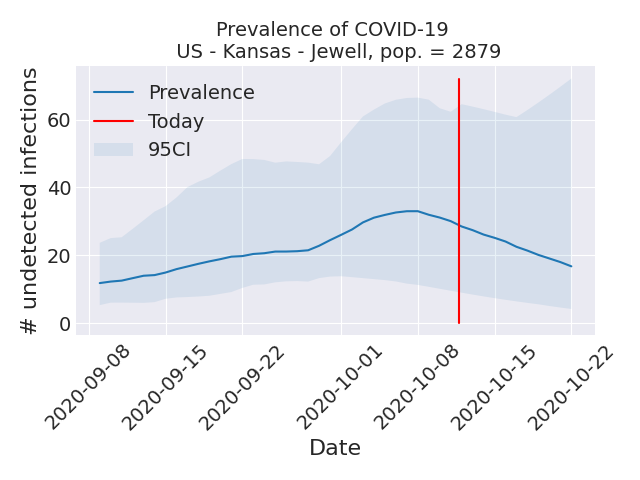 Prevalence of COVID-19
US - Kansas - Jewell, pop. = 2879
# undetected infections
60
40
20
0
Prevalence
Today
95CI
2020-09-08
2020-09-15
2020-09-22
2020-10-01
2020-10-08
2020-10-15
2020-10-22
Date